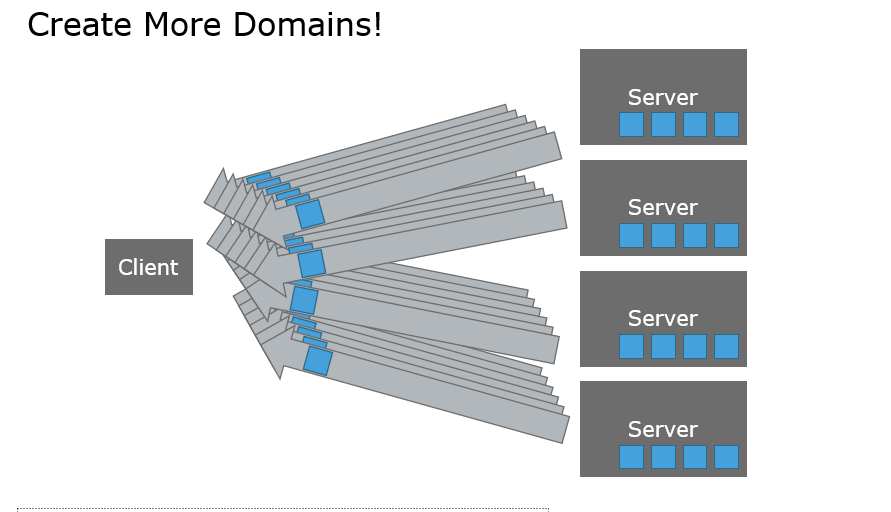 Create More Domains!
Server
Server
Client
Server
Server